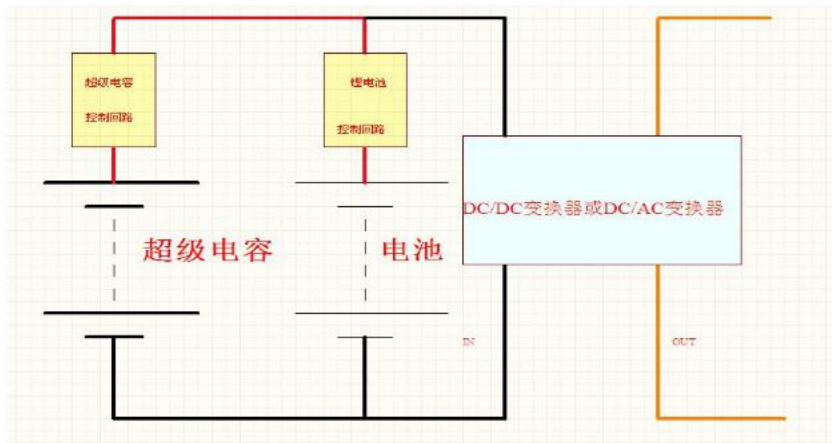 超级电容
控制回路
锂电池
控制回路
DC/DC变换器或DC/AC变换器
超级电容
电池
IN
OUT